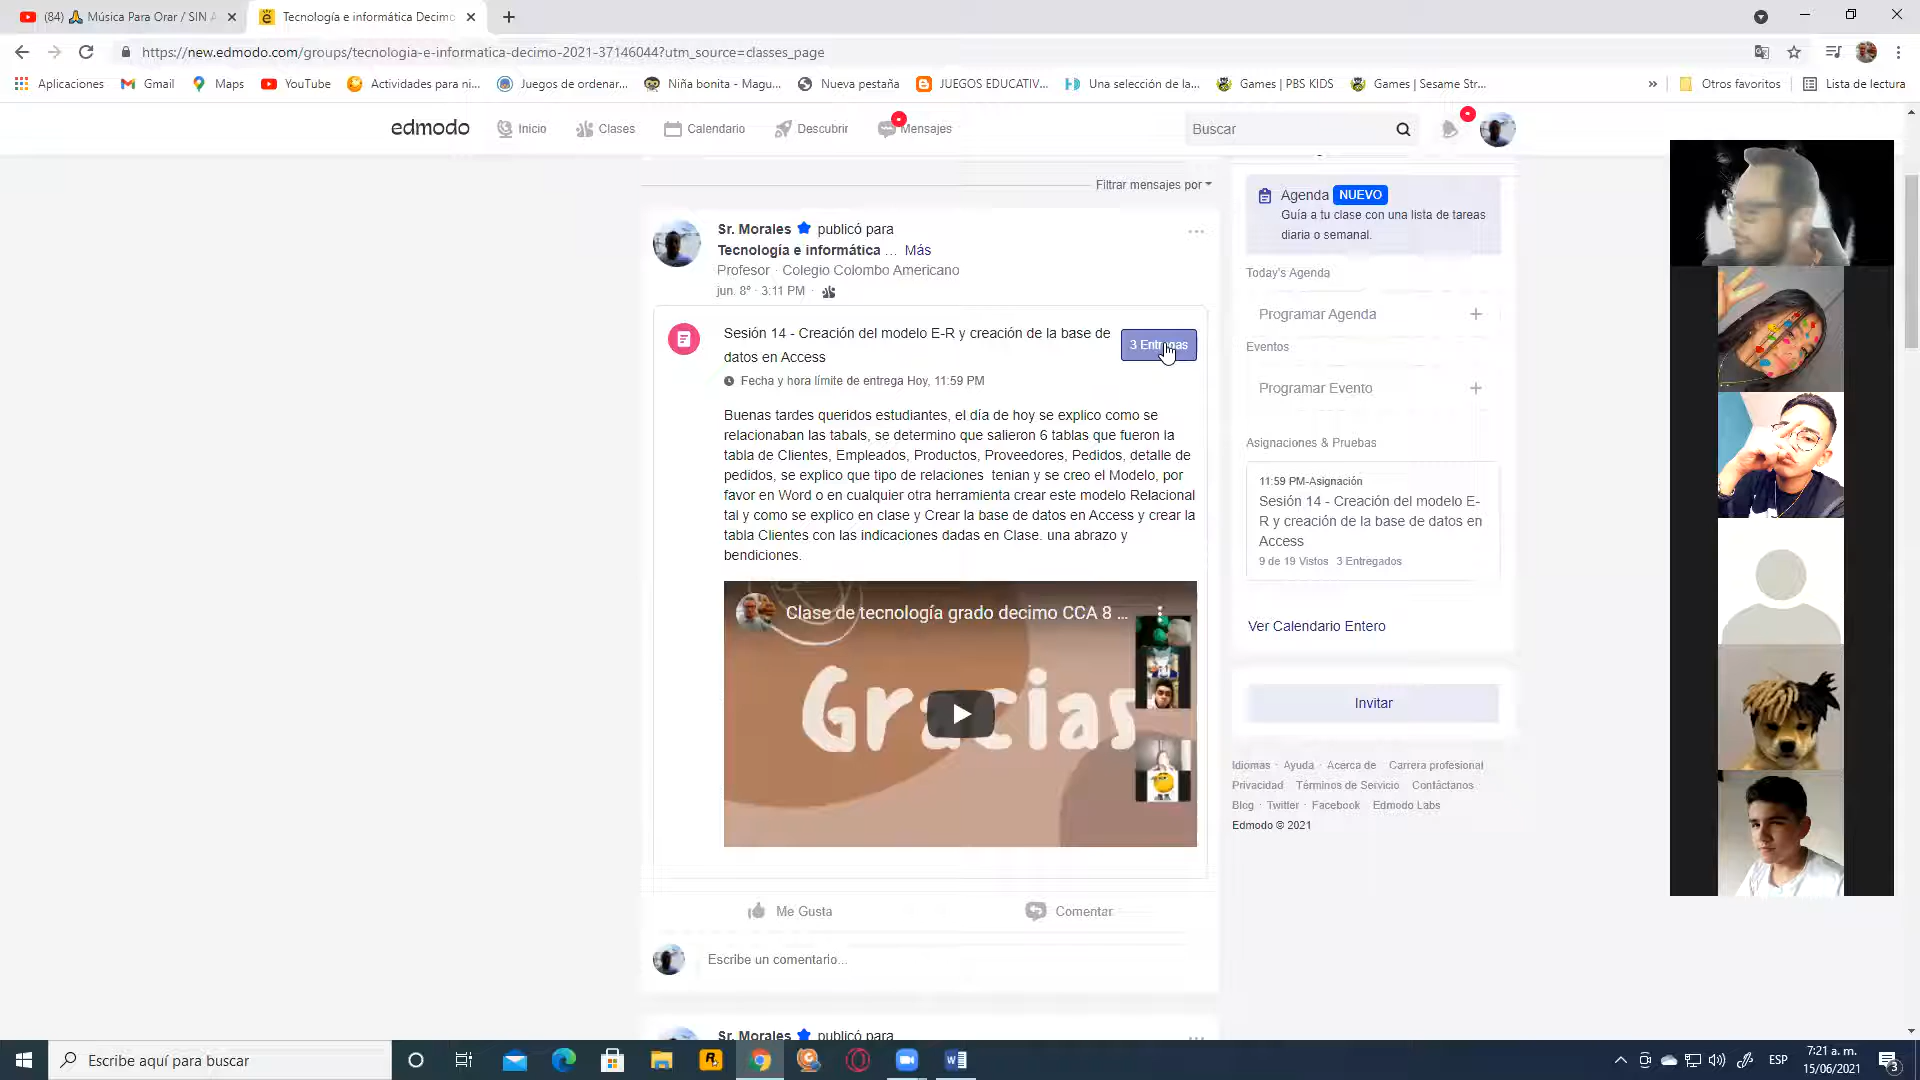 (84) 🙏 Música Para Orar / SIN A
Tecnología e informática Decimo
https://new.edmodo.com/groups/tecnologia-e-informatica-decimo-2021-37146044?utm_source=classes_page
Aplicaciones
Gmail
Maps
YouTube
Actividades para ni...
Juegos de ordenar...
Niña bonita - Magu...
Nueva pestaña
JUEGOS EDUCATIV...
Una selección de la...
Games | PBS KIDS
Games | Sesame Str...
»
Otros favoritos
Lista de lectura
edmodo
Inicio
Clases
Calendario
Descubrir
Mensajes
Buscar
Filtrar mensajes por
Sr. Morales publicó para
Tecnología e informática ... Más
Profesor · Colegio Colombo Americano
jun. 8º · 3:11 PM ·
Sesión 14 - Creación del modelo E-R y creación de la base de
datos en Access
3 Entregas
Fecha y hora límite de entrega Hoy, 11:59 PM
Buenas tardes queridos estudiantes, el día de hoy se explico como se
relacionaban las tabals, se determino que salieron 6 tablas que fueron la
tabla de Clientes, Empleados, Productos, Proveedores, Pedidos, detalle de
pedidos, se explico que tipo de relaciones tenian y se creo el Modelo, por
favor en Word o en cualquier otra herramienta crear este modelo Relacional
tal y como se explico en clase y Crear la base de datos en Access y crear la
tabla Clientes con las indicaciones dadas en Clase. una abrazo y
bendiciones.
Clase de tecnología grado decimo CCA 8 ...
Gracias
Me Gusta
Comentar
Escribe un comentario...
Sr. Morales publicó para
Agenda NUEVO
Guía a tu clase con una lista de tareas
diaria o semanal.
Today's Agenda
Programar Agenda
Eventos
Programar Evento
Asignaciones & Pruebas
11:59 PM-Asignación
Sesión 14 - Creación del modelo E-
R y creación de la base de datos en
Access
9 de 19 Vistos 3 Entregados
Ver Calendario Entero
Invitar
Idiomas · Ayuda · Acerca de · Carrera profesional
Privacidad · Términos de Servicio · Contáctanos
Blog · Twitter · Facebook · Edmodo Labs
Edmodo © 2021
Escribe aquí para buscar
ESP
7:21 a. m.
15/06/2021
3